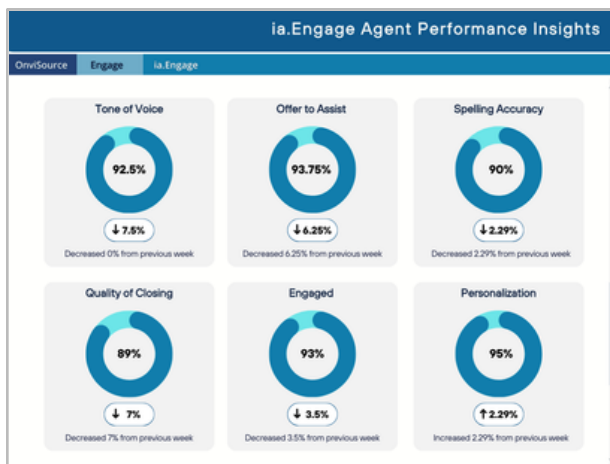 ia.Engage Agent Performance Insights
OnviSource Engage ia.Engage
Tone of Voice
92.5%
↓ 7.5%
Decreased 0% from previous week
Offer to Assist
93.75%
↓ 6.25%
Decreased 6.25% from previous week
Spelling Accuracy
90%
↓ 2.29%
Decreased 2.29% from previous week
Quality of Closing
89%
↓ 7%
Decreased 7% from previous week
Engaged
93%
↓ 3.5%
Decreased 3.5% from previous week
Personalization
95%
↑ 2.29%
Increased 2.29% from previous week